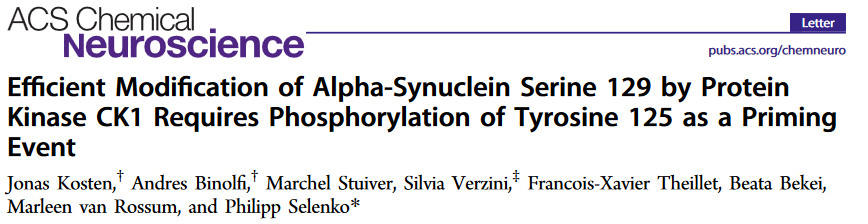 ACS Chemical
Neuroscience
Letter
pubs.acs.org/chemneuro
Efficient Modification of Alpha-Synuclein Serine 129 by Protein
Kinase CK1 Requires Phosphorylation of Tyrosine 125 as a Priming
Event
Jonas Kosten,† Andres Binolfi,† Marchel Stuiver, Silvia Verzini,‡ Francois-Xavier Theillet, Beata Bekei,
Marleen van Rossum, and Philipp Selenko*